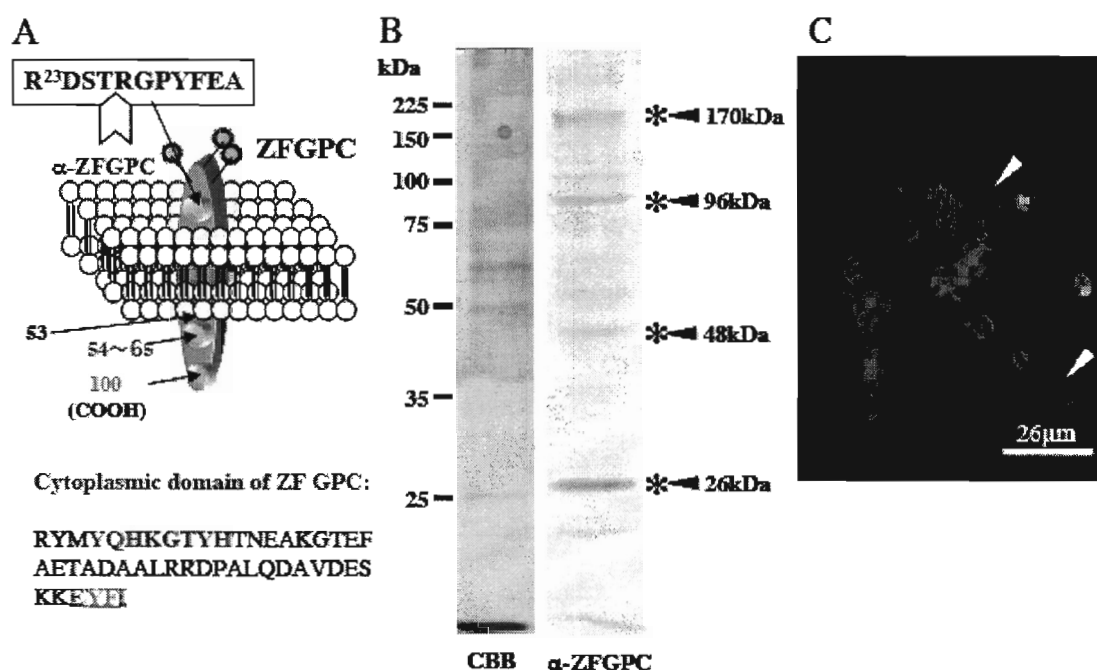 A
R²³DSTRGPYFEA
α-ZFGPC
ZFGPC
53
54~65
100
(COOH)
Cytoplasmic domain of ZF GPC:
RYMYQHKGTYHTNEAKGTEF
AETADAALRRDPALQDAVDES
KKEYFI
B
kDa
225
150
100
75
50
35
25
* 170kDa
* 96kDa
* 48kDa
* 26kDa
CBB
α-ZFGPC
C
26μm